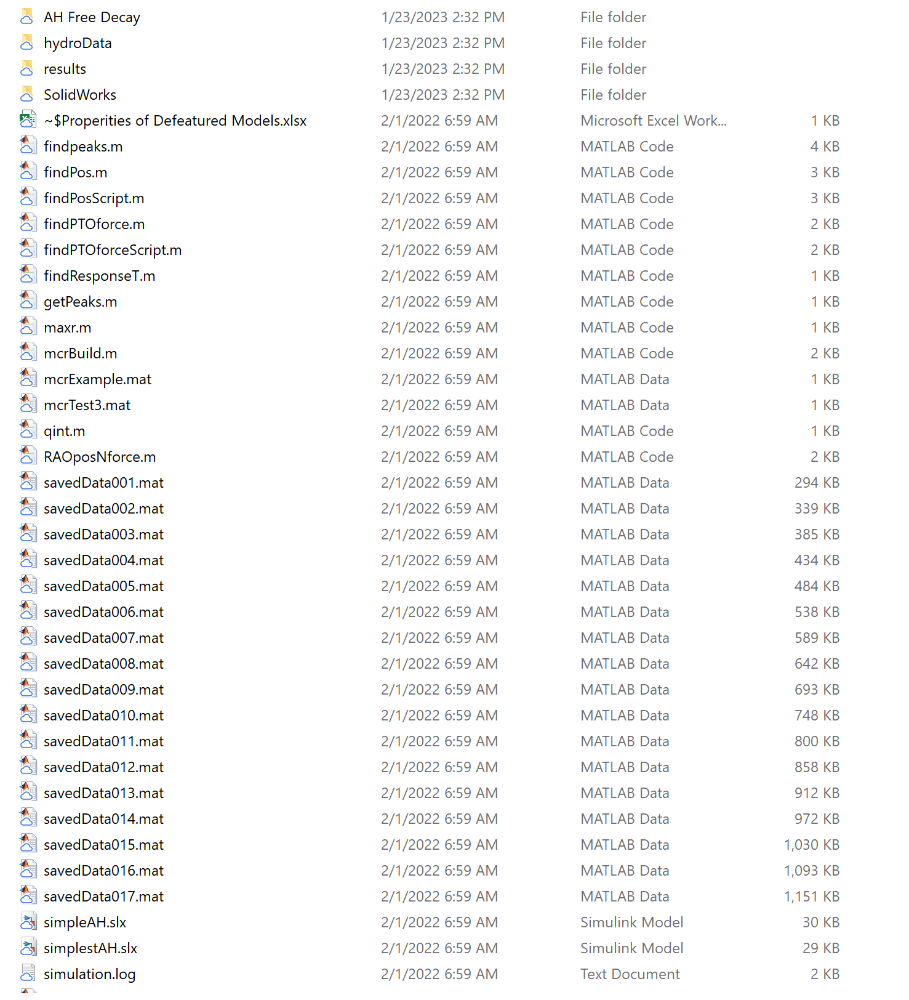 AH Free Decay 1/23/2023 2:32 PM File folder
hydroData 1/23/2023 2:32 PM File folder
results 1/23/2023 2:32 PM File folder
SolidWorks 1/23/2023 2:32 PM File folder
~$Properities of Defeatured Models.xlsx 2/1/2022 6:59 AM Microsoft Excel Work... 1 KB
findpeaks.m 2/1/2022 6:59 AM MATLAB Code 4 KB
findPos.m 2/1/2022 6:59 AM MATLAB Code 3 KB
findPosScript.m 2/1/2022 6:59 AM MATLAB Code 3 KB
findPTOforce.m 2/1/2022 6:59 AM MATLAB Code 2 KB
findPTOforceScript.m 2/1/2022 6:59 AM MATLAB Code 2 KB
findResponseT.m 2/1/2022 6:59 AM MATLAB Code 1 KB
getPeaks.m 2/1/2022 6:59 AM MATLAB Code 1 KB
maxr.m 2/1/2022 6:59 AM MATLAB Code 1 KB
mcrBuild.m 2/1/2022 6:59 AM MATLAB Code 2 KB
mcrExample.mat 2/1/2022 6:59 AM MATLAB Data 1 KB
mcrTest3.mat 2/1/2022 6:59 AM MATLAB Data 1 KB
qint.m 2/1/2022 6:59 AM MATLAB Code 1 KB
RAOposNforce.m 2/1/2022 6:59 AM MATLAB Code 2 KB
savedData001.mat 2/1/2022 6:59 AM MATLAB Data 294 KB
savedData002.mat 2/1/2022 6:59 AM MATLAB Data 339 KB
savedData003.mat 2/1/2022 6:59 AM MATLAB Data 385 KB
savedData004.mat 2/1/2022 6:59 AM MATLAB Data 434 KB
savedData005.mat 2/1/2022 6:59 AM MATLAB Data 484 KB
savedData006.mat 2/1/2022 6:59 AM MATLAB Data 538 KB
savedData007.mat 2/1/2022 6:59 AM MATLAB Data 589 KB
savedData008.mat 2/1/2022 6:59 AM MATLAB Data 642 KB
savedData009.mat 2/1/2022 6:59 AM MATLAB Data 693 KB
savedData010.mat 2/1/2022 6:59 AM MATLAB Data 748 KB
savedData011.mat 2/1/2022 6:59 AM MATLAB Data 800 KB
savedData012.mat 2/1/2022 6:59 AM MATLAB Data 858 KB
savedData013.mat 2/1/2022 6:59 AM MATLAB Data 912 KB
savedData014.mat 2/1/2022 6:59 AM MATLAB Data 972 KB
savedData015.mat 2/1/2022 6:59 AM MATLAB Data 1,030 KB
savedData016.mat 2/1/2022 6:59 AM MATLAB Data 1,093 KB
savedData017.mat 2/1/2022 6:59 AM MATLAB Data 1,151 KB
simpleAH.slx 2/1/2022 6:59 AM Simulink Model 30 KB
simplestAH.slx 2/1/2022 6:59 AM Simulink Model 29 KB
simulation.log 2/1/2022 6:59 AM Text Document 2 KB